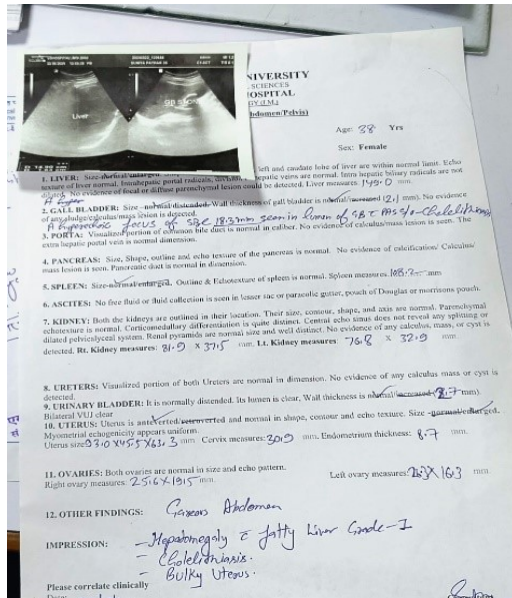 Liver
GB STONE
NIVERSITY
SCIENCES
OSPITAL
GY (I.M.)
bdomen/Pelvis)
Age: 38 Yrs
Sex: Female
left and caudate lobe of liver are within normal limit. Echo
1. LIVER: Size-normal/enlarged
texture of liver normal. Intrahepatic portal radicals, hepatic veins are normal. Intra hepatic biliary radicals are not
dilated. No evidence of focal or diffuse parenchymal lesion could be detected. Liver measures 149.0 mm.
2. GALL BLADDER: Size -normal/distended. Wall thickness of gall bladder is normal/increased (2.1) mm). No evidence
of any sludge/calculus/mass lesion is detected.
A hyperechoic focus of size 18.33mm seen in lumen of GB c PAS s/o-Cholelithiasis
3. PORTA: Visualized portion of common bile duct is normal in caliber. No evidence of calculus/mass lesion is seen. The
extra hepatic portal vein is normal dimension.
4. PANCREAS: Size, Shape, outline and echo texture of the pancreas is normal. No evidence of calcification/ Calculus/
mass lesion is seen. Pancreatic duct is normal in dimension.
5. SPLEEN: Size-normal/enlarged. Outline & Echotexture of spleen is normal. Spleen measures. mm
6. ASCITES: No free fluid or fluid collection is seen in lesser sac or paracolic gutter, pouch of Douglas or morrisons pouch.
7. KIDNEY: Both the kidneys are outlined in their location. Their size, contour, shape, and axis are normal. Parenchymal
echotexture is normal. Corticomedullary differentiation is quite distinct. Central echo sinus does not reveal any splitting or
dilated pelvicalyceal system. Renal pyramids are normal size and well distinct. No evidence of any calculus, mass, or cyst is
detected. Rt. Kidney measures: 81.9 X 37.5 mm. Lt. Kidney measures: 76.8 X 32.9 mm.
8. URETERS: Visualized portion of both Ureters are normal in dimension. No evidence of any calculus mass or cyst is
detected.
9. URINARY BLADDER: It is normally distended. Its lumen is clear, Wall thickness is normal/increased (3.7 mm).
Bilateral VUJ clear
10. UTERUS: Uterus is anteverted/retroverted and normal in shape, contour and echo texture. Size -normal/enlarged.
Myometrial echogenicity appears uniform.
Uterus size 93.0 X 45.5 X 63.3 mm Cervix measures: 30.9 mm. Endometrium thickness: 8.7 mm.
11. OVARIES: Both ovaries are normal in size and echo pattern.
Right ovary measures: 25.6 X 19.5 mm. Left ovary measures: X 16.3 mm
12. OTHER FINDINGS: Gaseous Abdomen
IMPRESSION: - Hepatomegaly c fatty Liver Grade-I
- Cholelithiasis.
- Bulky Uterus.
Please correlate clinically